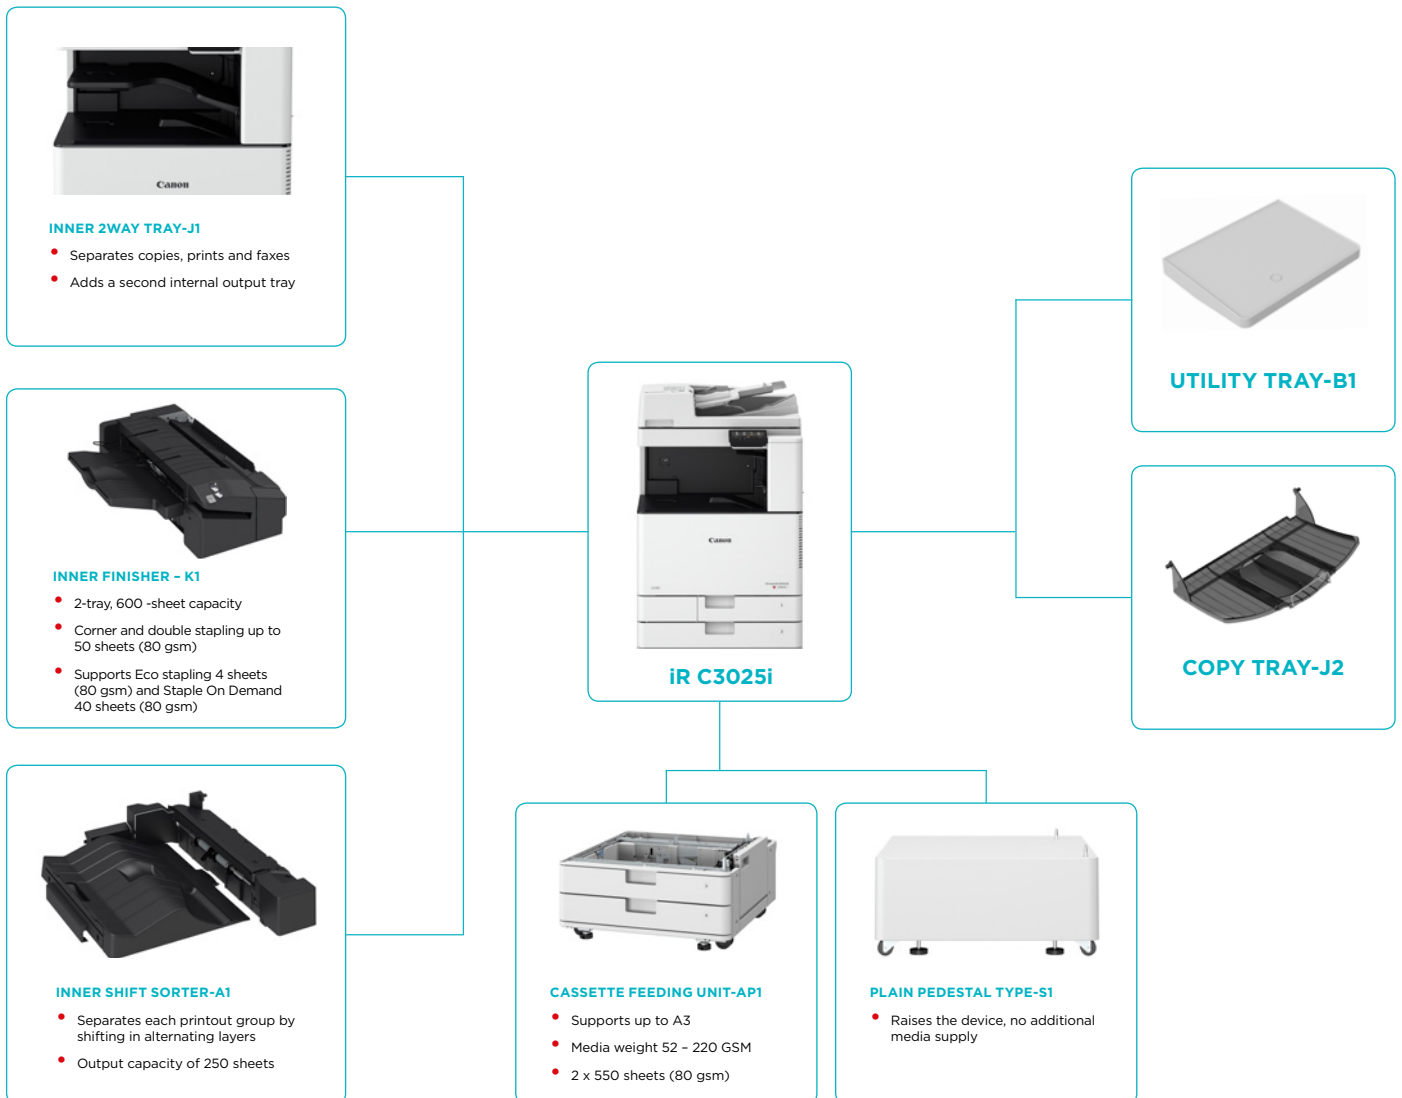 Canon
INNER 2WAY TRAY-J1
• Separates copies, prints and faxes
• Adds a second internal output tray
INNER FINISHER – K1
• 2-tray, 600 -sheet capacity
• Corner and double stapling up to
50 sheets (80 gsm)
• Supports Eco stapling 4 sheets
(80 gsm) and Staple On Demand
40 sheets (80 gsm)
INNER SHIFT SORTER-A1
• Separates each printout group by
shifting in alternating layers
• Output capacity of 250 sheets
Canon
iR C3025i
CASSETTE FEEDING UNIT-AP1
• Supports up to A3
• Media weight 52 – 220 GSM
• 2 x 550 sheets (80 gsm)
PLAIN PEDESTAL TYPE-S1
• Raises the device, no additional
media supply
UTILITY TRAY-B1
COPY TRAY-J2